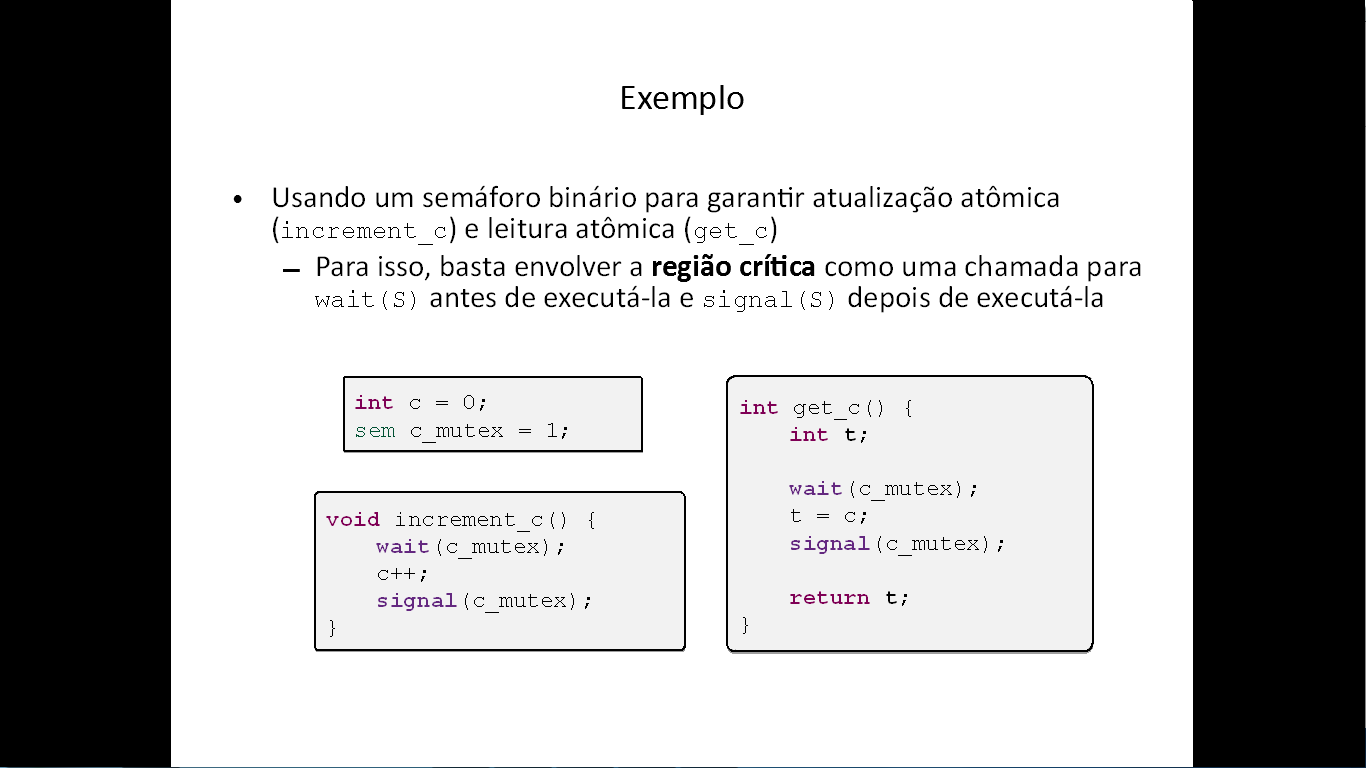 Exemplo
• Usando um semáforo binário para garantir atualização atômica
(increment_c) e leitura atômica (get_c)
– Para isso, basta envolver a região crítica como uma chamada para
wait(S) antes de executá-la e signal(S) depois de executá-la
int c = 0;
sem c_mutex = 1;
void increment_c() {
wait(c_mutex);
c++;
signal(c_mutex);
}
int get_c() {
int t;
wait(c_mutex);
t = c;
signal(c_mutex);
return t;
}